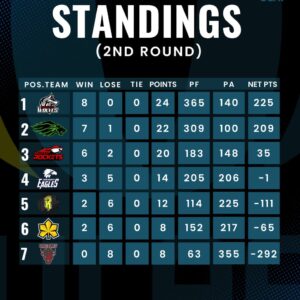 STANDINGS
(2ND ROUND)
POS. TEAM WIN LOSE TIE POINTS PF PA NET PTS
1 WOLVES 8 0 0 24 365 140 225
2 7 1 0 22 309 100 209
3 ROCKETS 6 2 0 20 183 148 35
4 EAGLES 3 5 0 14 205 206 -1
5 2 6 0 12 114 225 -111
6 2 6 0 8 152 217 -65
7 0 8 0 8 63 355 -292